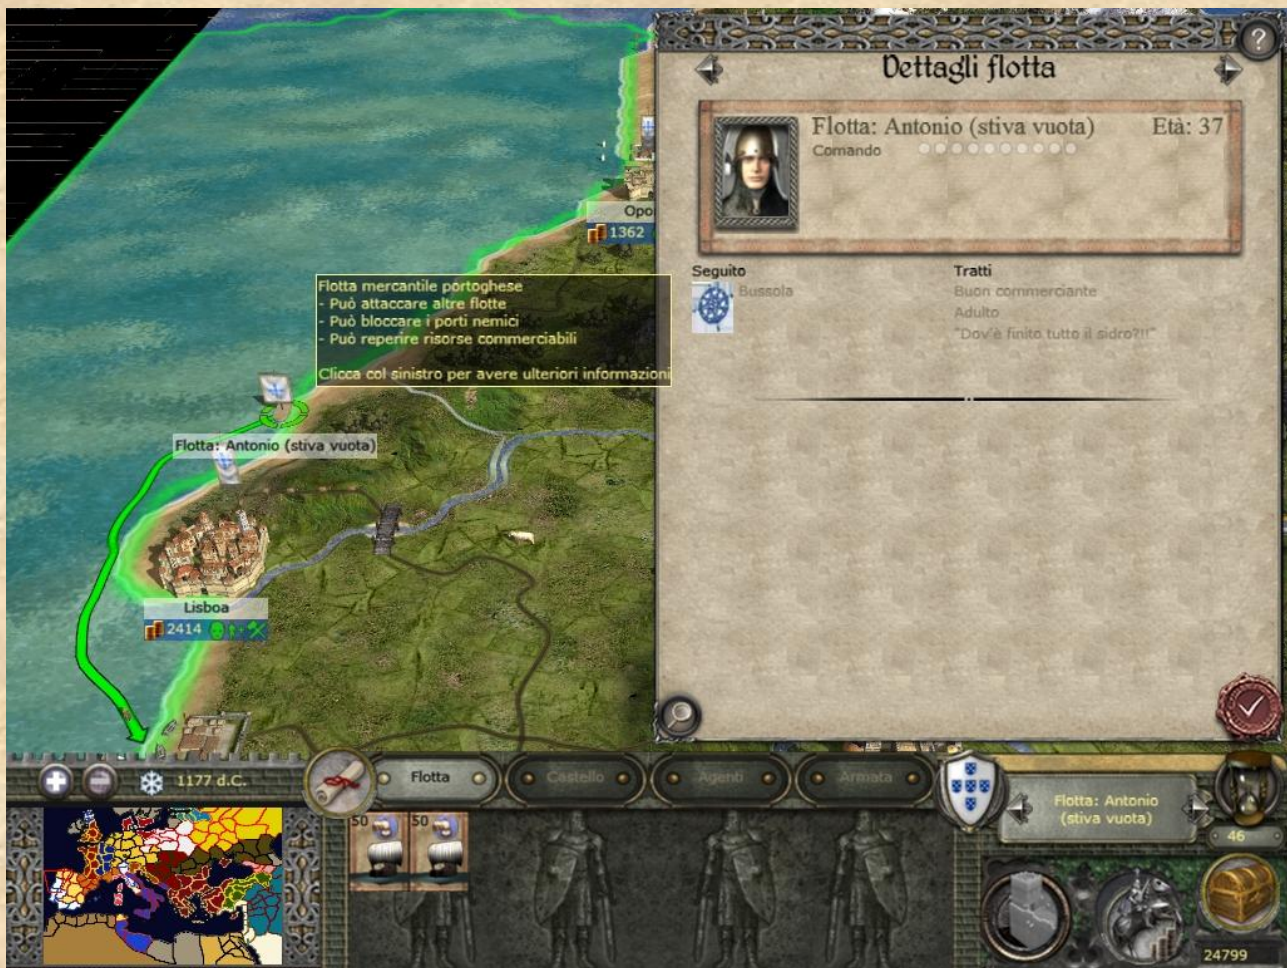 ?
Dettagli flotta
Flotta: Antonio (stiva vuota) Età: 37
Comando
Seguito
Bussola
Tratti
Buon commerciante
Adulto
"Dov'è finito tutto il sidro?!!"
Opo
1362
Flotta mercantile portoghese
- Può attaccare altre flotte
- Può bloccare i porti nemici
- Può reperire risorse commerciabili
Clicca col sinistro per avere ulteriori informazioni
Flotta: Antonio (stiva vuota)
Lisboa
2414
1177 d.C.
Flotta
Castello
Agenti
Armata
Flotta: Antonio
(stiva vuota)
46
50 50
24799